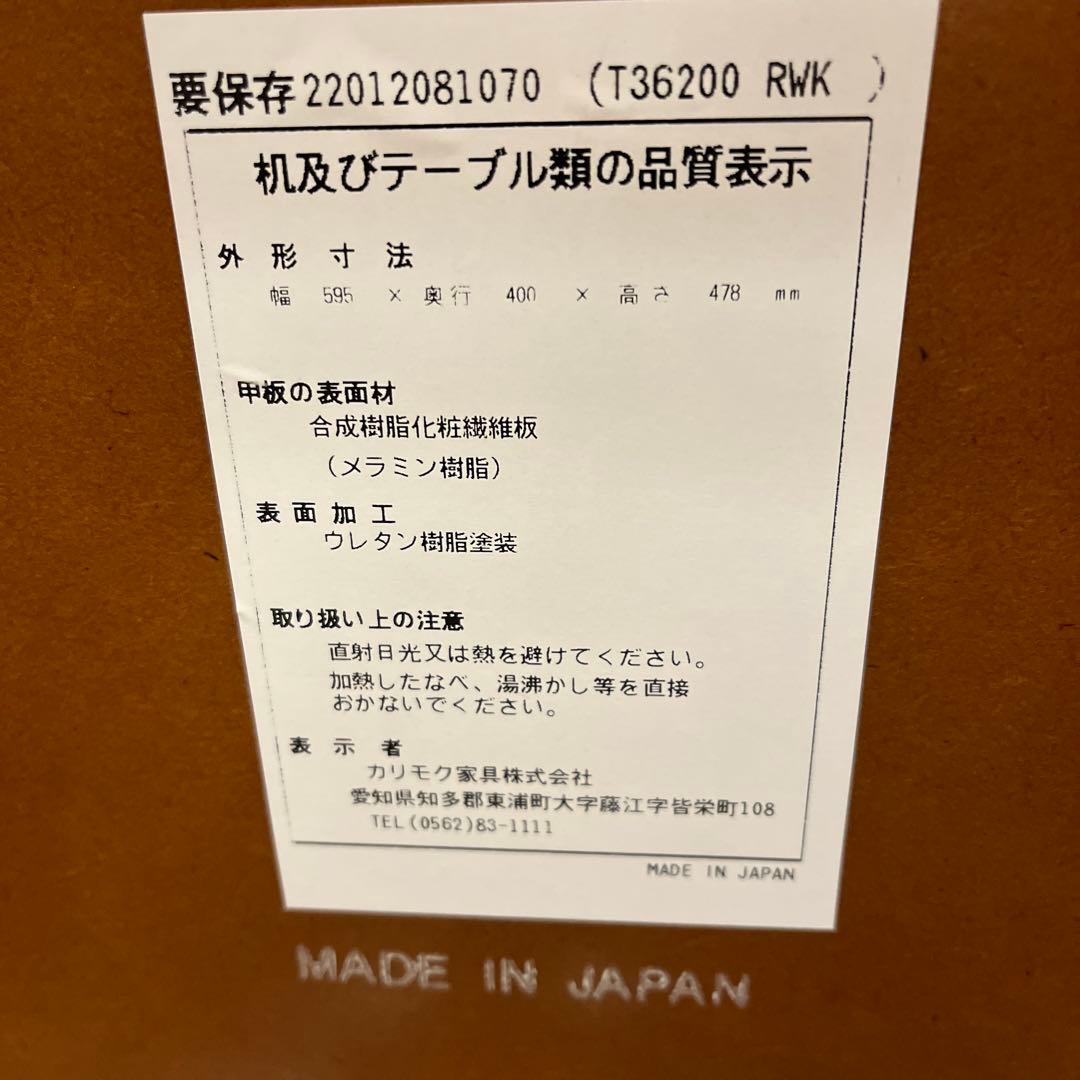 要保存22012081070 (T36200 RWK )
机及びテーブル類の品質表示
外形寸法
幅 595 × 奥行 400 × 高さ 478 mm
甲板の表面材
合成樹脂化粧繊維板
(メラミン樹脂)
表面加工
ウレタン樹脂塗装
取り扱い上の注意
直射日光又は熱を避けてください。
加熱したなべ、湯沸かし等を直接
おかないでください。
表示者
カリモク家具株式会社
愛知県知多郡東浦町大字藤江字皆栄町108
TEL(0562)83-1111
MADE IN JAPAN
MADE IN JAPAN